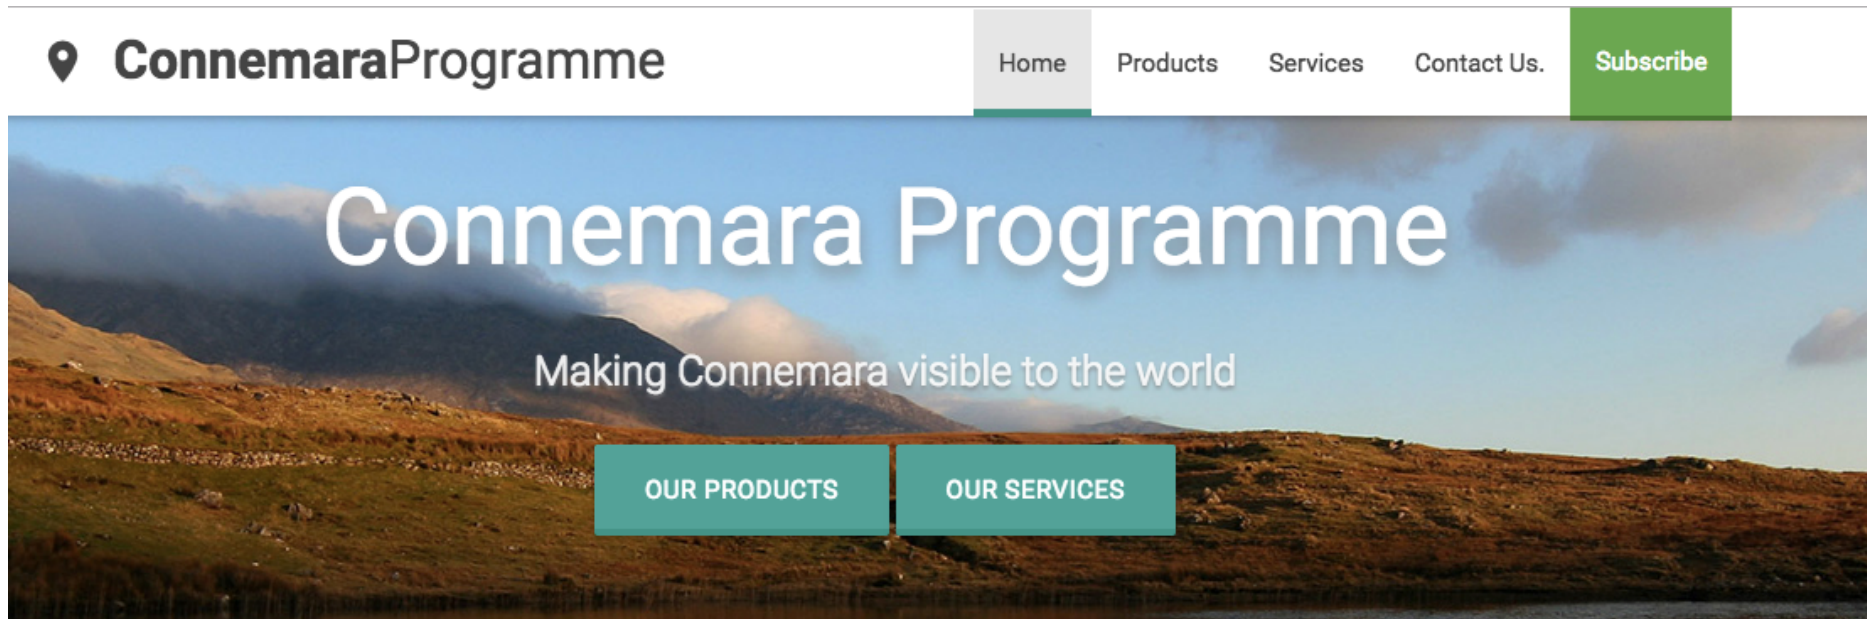 ConnemaraProgramme
Home Products Services Contact Us. Subscribe
Connemara Programme
Making Connemara visible to the world
OUR PRODUCTS OUR SERVICES